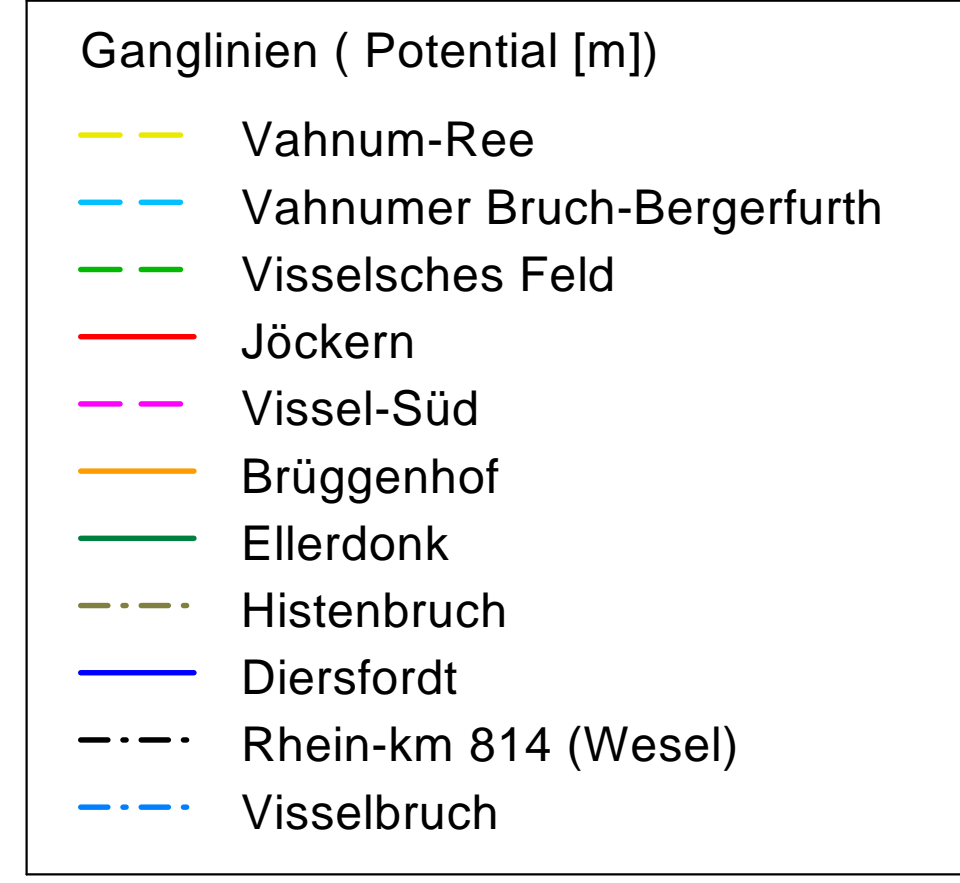 Ganglinien ( Potential [m])
Vahnum-Ree
Vahnumer Bruch-Bergerfurth
Visselsches Feld
Jöckern
Vissel-Süd
Brüggenhof
Ellerdonk
Histenbruch
Diersfordt
Rhein-km 814 (Wesel)
Visselbruch